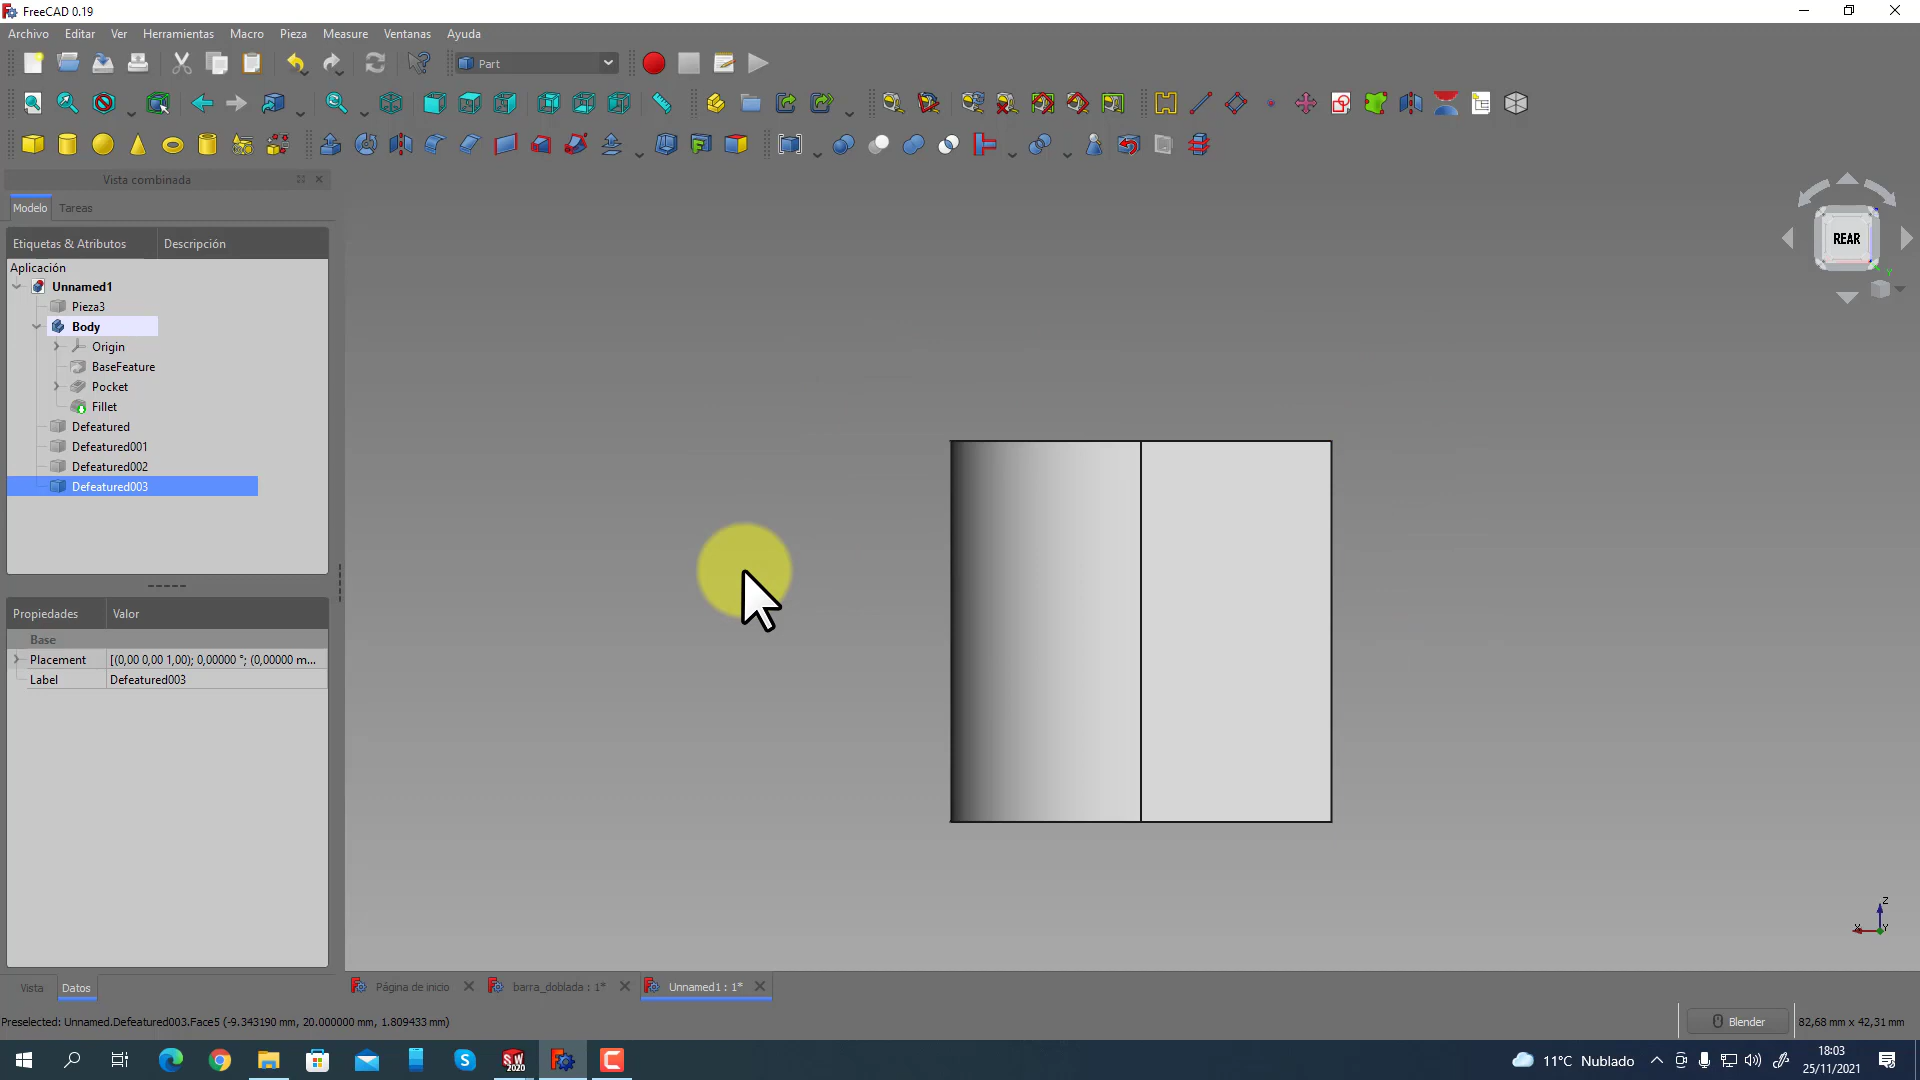 FreeCAD 0.19
Archivo Editar Ver Herramientas Macro Pieza Measure Ventanas Ayuda
Part
Vista combinada
Modelo Tareas
Etiquetas & Atributos Descripción
Aplicación
Unnamed1
Pieza3
Body
Origin
BaseFeature
Pocket
Fillet
Defeatured
Defeatured001
Defeatured002
Defeatured003
REAR
Y
Propiedades Valor
Base
Placement [(0,00 0,00 1,00); 0,00000 °; (0,00000 m...
Label Defeatured003
Z
X Y
Vista Datos
Página de inicio barra_doblada : 1* Unnamed1 : 1*
Preselected: Unnamed.Defeatured003.Face5 (-9.343190 mm, 20.000000 mm, 1.809433 mm)
Blender 82,68 mm x 42,31 mm
SW 2020
11°C Nublado
18:03
25/11/2021